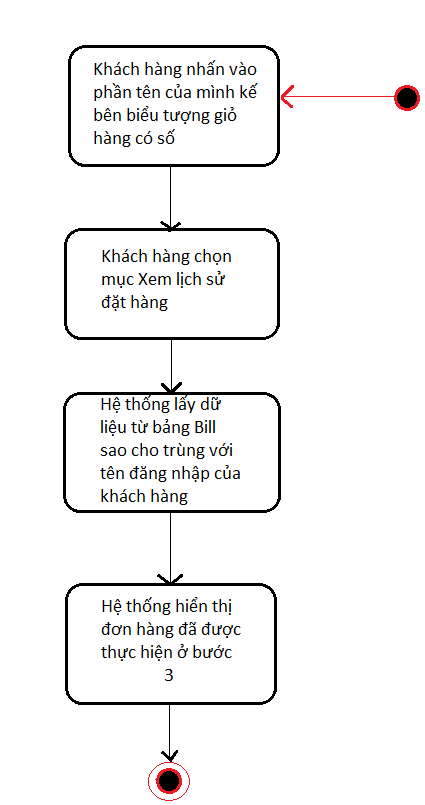 Khách hàng nhấn vào
phần tên của mình kế
bên biểu tượng giỏ
hàng có số
Khách hàng chọn
mục Xem lịch sử
đặt hàng
Hệ thống lấy dữ
liệu từ bảng Bill
sao cho trùng với
tên đăng nhập của
khách hàng
Hệ thống hiển thị
đơn hàng đã được
thực hiện ở bước
3